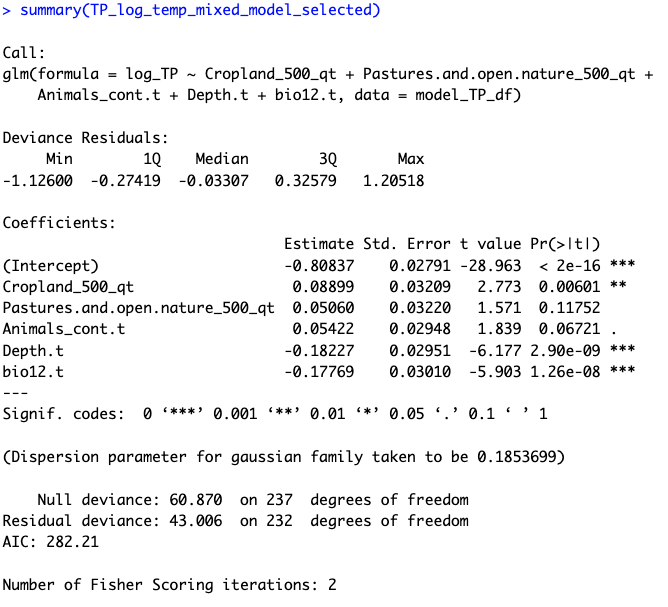 > summary(TP_log_temp_mixed_model_selected)
Call:
glm(formula = log_TP ~ Cropland_500_qt + Pastures.and.open.nature_500_qt +
    Animals_cont.t + Depth.t + bio12.t, data = model_TP_df)
Deviance Residuals:
     Min       1Q   Median       3Q      Max
-1.12600 -0.27419 -0.03307  0.32579  1.20518
Coefficients:
                                Estimate Std. Error t value Pr(>|t|)
(Intercept)                     -0.80837    0.02791 -28.963  < 2e-16 ***
Cropland_500_qt                  0.08899    0.03209   2.773  0.00601 **
Pastures.and.open.nature_500_qt  0.05060    0.03220   1.571  0.11752
Animals_cont.t                   0.05422    0.02948   1.839  0.06721 .
Depth.t                         -0.18227    0.02951  -6.177 2.90e-09 ***
bio12.t                         -0.17769    0.03010  -5.903 1.26e-08 ***
---
Signif. codes:  0 ‘***’ 0.001 ‘**’ 0.01 ‘*’ 0.05 ‘.’ 0.1 ‘ ’ 1
(Dispersion parameter for gaussian family taken to be 0.1853699)
    Null deviance: 60.870  on 237  degrees of freedom
Residual deviance: 43.006  on 232  degrees of freedom
AIC: 282.21
Number of Fisher Scoring iterations: 2